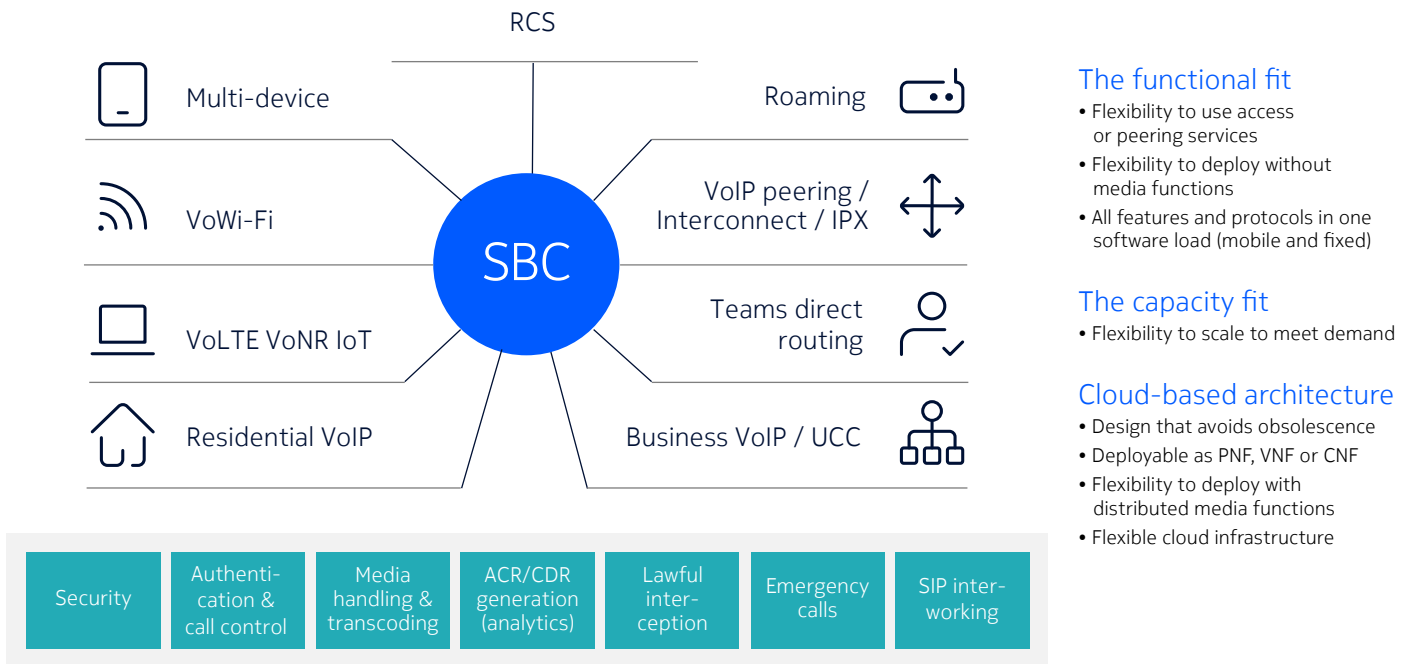 RCS
Multi-device
VoWi-Fi
VoLTE VoNR IoT
Residential VoIP
SBC
Roaming
VoIP peering /
Interconnect / IPX
Teams direct
routing
Business VoIP / UCC
Security
Authenti-
cation &
call control
Media
handling &
transcoding
ACR/CDR
generation
(analytics)
Lawful
inter-
ception
Emergency
calls
SIP inter-
working
The functional fit
• Flexibility to use access
or peering services
• Flexibility to deploy without
media functions
• All features and protocols in one
software load (mobile and fixed)
The capacity fit
• Flexibility to scale to meet demand
Cloud-based architecture
• Design that avoids obsolescence
• Deployable as PNF, VNF or CNF
• Flexibility to deploy with
distributed media functions
• Flexible cloud infrastructure